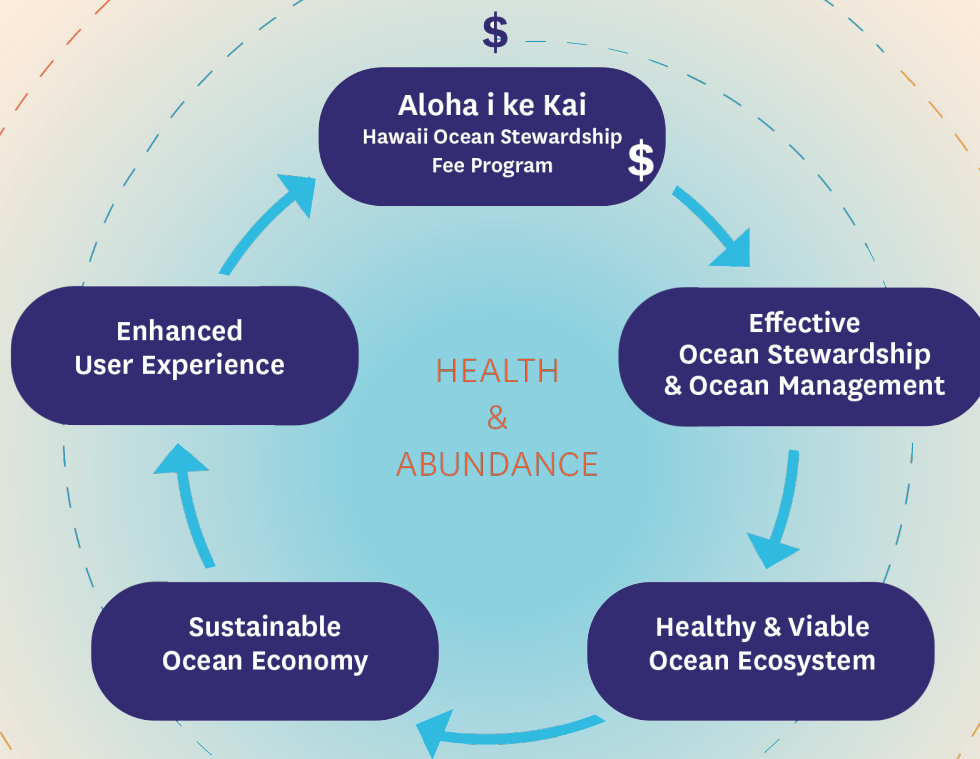 $
Aloha i ke Kai
Hawaii Ocean Stewardship
Fee Program
$
Effective
Ocean Stewardship
& Ocean Management
Healthy & Viable
Ocean Ecosystem
Sustainable
Ocean Economy
Enhanced
User Experience
HEALTH
&
ABUNDANCE